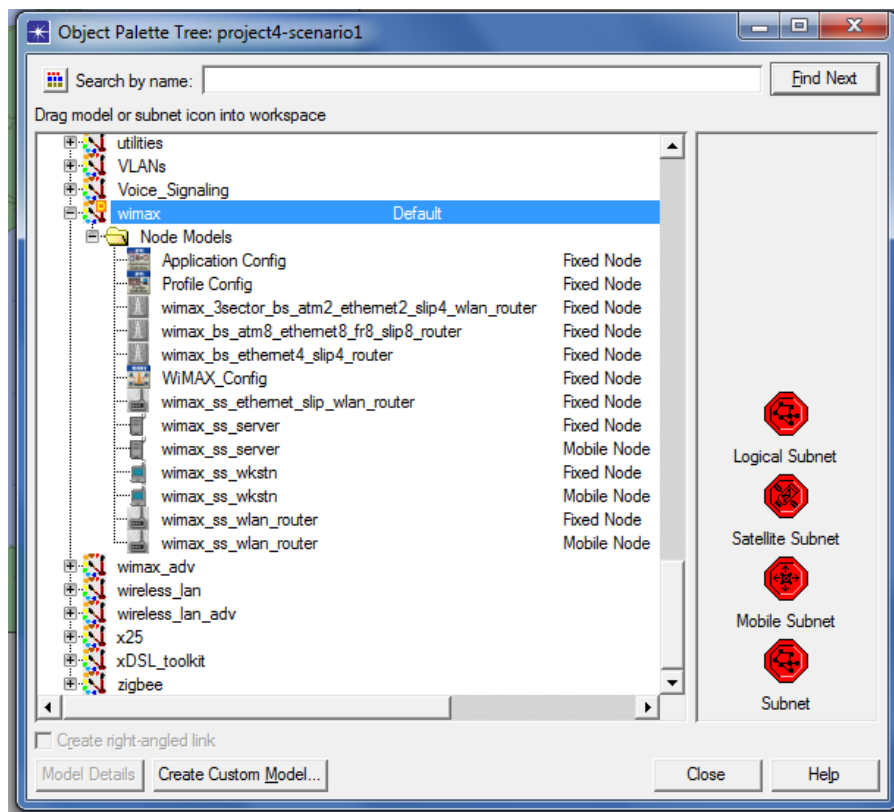 Object Palette Tree: project4-scenario1
Search by name:
Find Next
Drag model or subnet icon into workspace
utilities
VLANs
Voice_Signaling
wimax Default
Node Models
Application Config Fixed Node
Profile Config Fixed Node
wimax_3sector_bs_atm2_ethernet2_slip4_wlan_router Fixed Node
wimax_bs_atm8_ethernet8_fr8_slip8_router Fixed Node
wimax_bs_ethernet4_slip4_router Fixed Node
WiMAX_Config Fixed Node
wimax_ss_ethernet_slip_wlan_router Fixed Node
wimax_ss_server Fixed Node
wimax_ss_server Mobile Node
wimax_ss_wkstn Fixed Node
wimax_ss_wkstn Mobile Node
wimax_ss_wlan_router Fixed Node
wimax_ss_wlan_router Mobile Node
wimax_adv
wireless_lan
wireless_lan_adv
x25
xDSL_toolkit
zigbee
Logical Subnet
Satellite Subnet
Mobile Subnet
Subnet
Create right-angled link
Model Details
Create Custom Model...
Close
Help